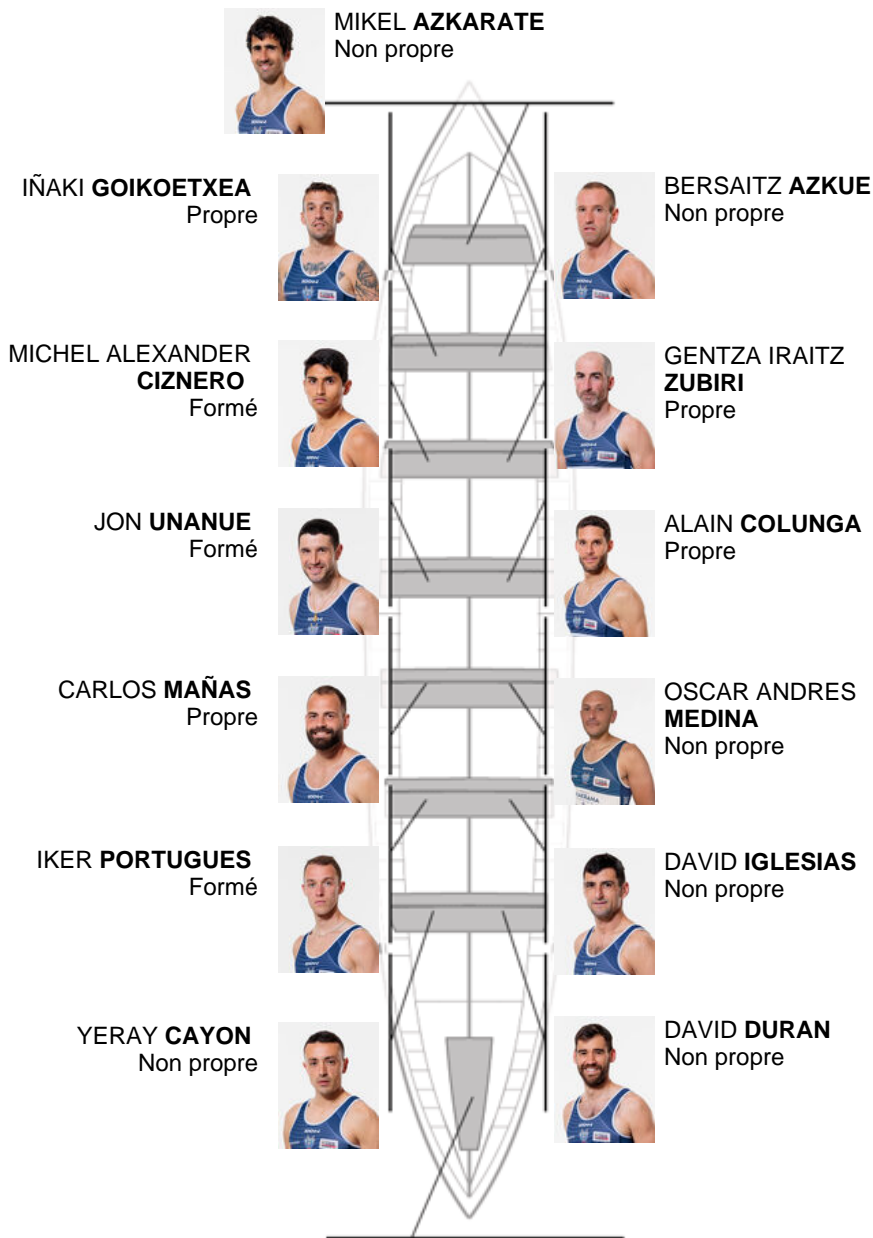 MIKEL AZKARATE
Non propre
IÑAKI GOIKOETXEA
Propre
BERSAITZ AZKUE
Non propre
MICHEL ALEXANDER
CIZNERO
Formé
GENTZA IRAITZ
ZUBIRI
Propre
JON UNANUE
Formé
ALAIN COLUNGA
Propre
CARLOS MAÑAS
Propre
OSCAR ANDRES
MEDINA
Non propre
IKER PORTUGUES
Formé
DAVID IGLESIAS
Non propre
YERAY CAYON
Non propre
DAVID DURAN
Non propre